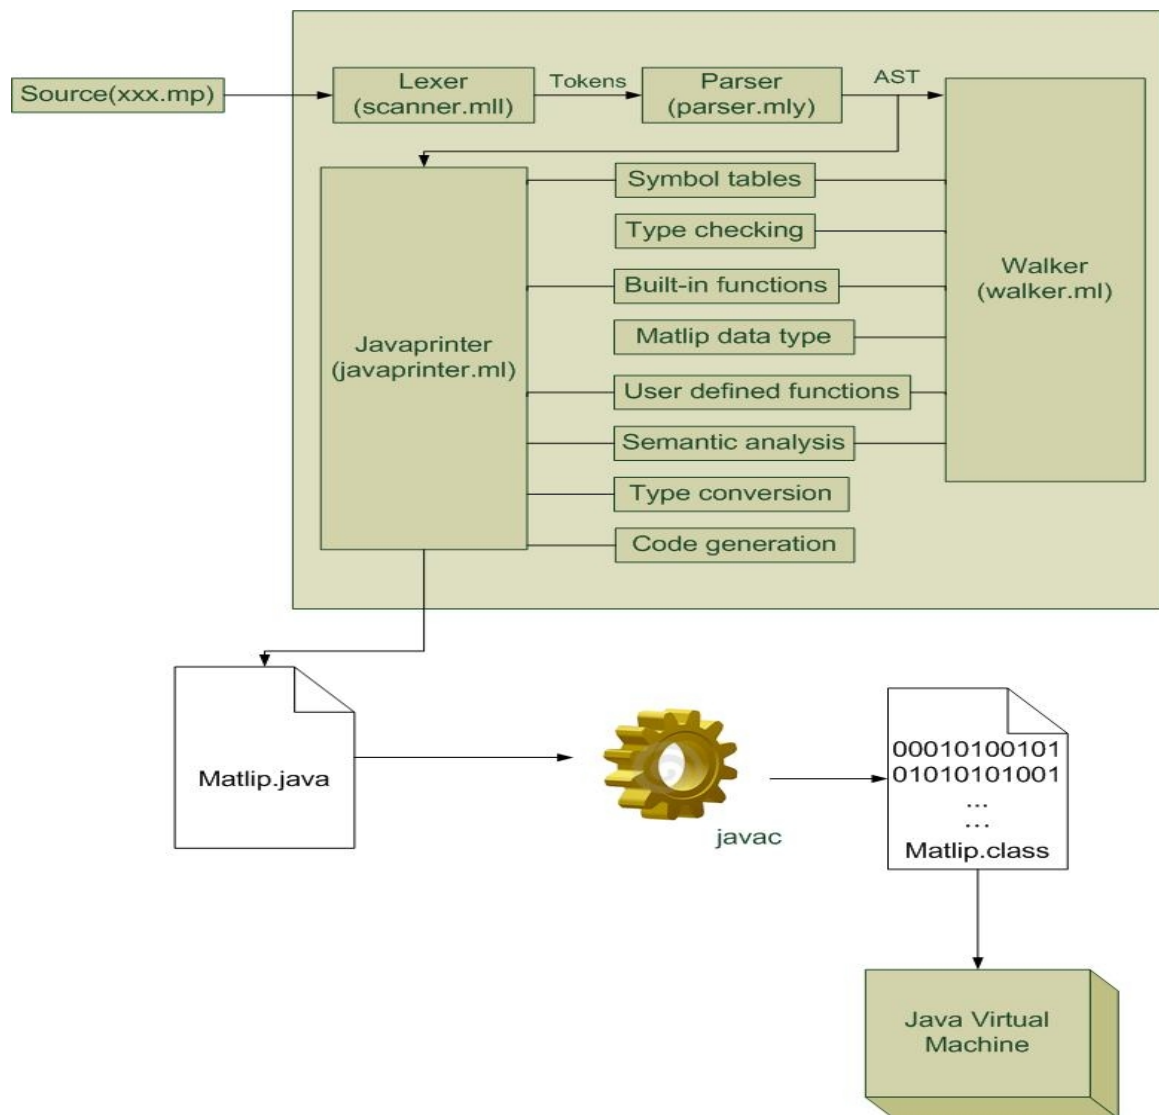 Source(xxx.mp)
Lexer
(scanner.mll)
Tokens
Parser
(parser.mly)
AST
Symbol tables
Type checking
Built-in functions
Matlip data type
User defined functions
Semantic analysis
Type conversion
Code generation
Javaprinter
(javaprinter.ml)
Walker
(walker.ml)
Matlip.java
javac
00010100101
01010101001
...
...
Matlip.class
Java Virtual
Machine